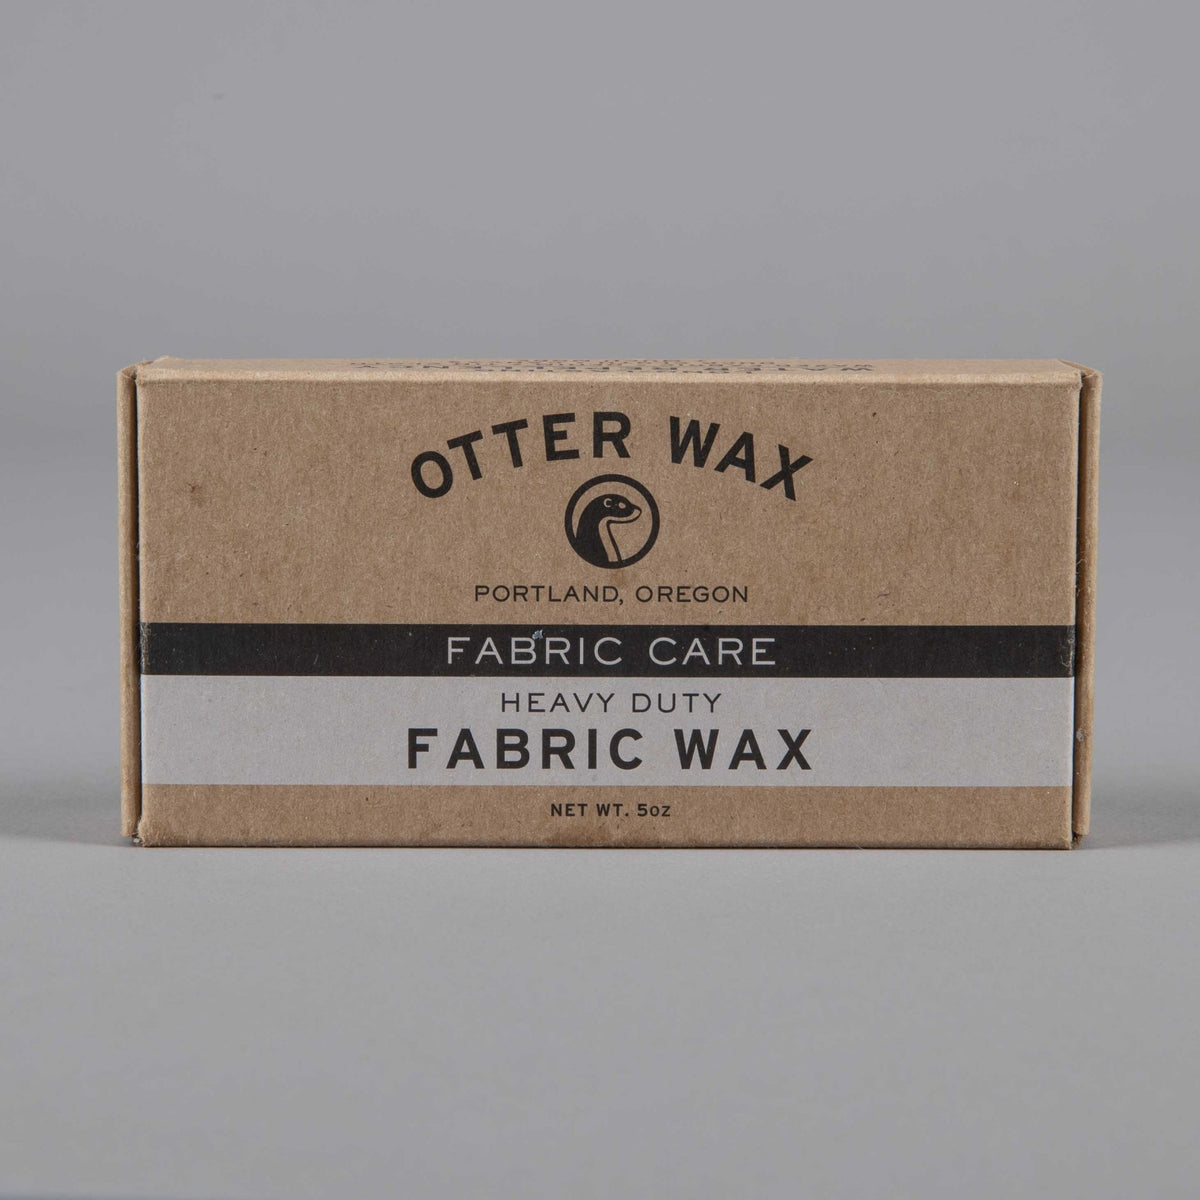 OTTER WAX
PORTLAND, OREGON
FABRIC CARE
HEAVY DUTY
FABRIC WAX
NET WT. 5oz